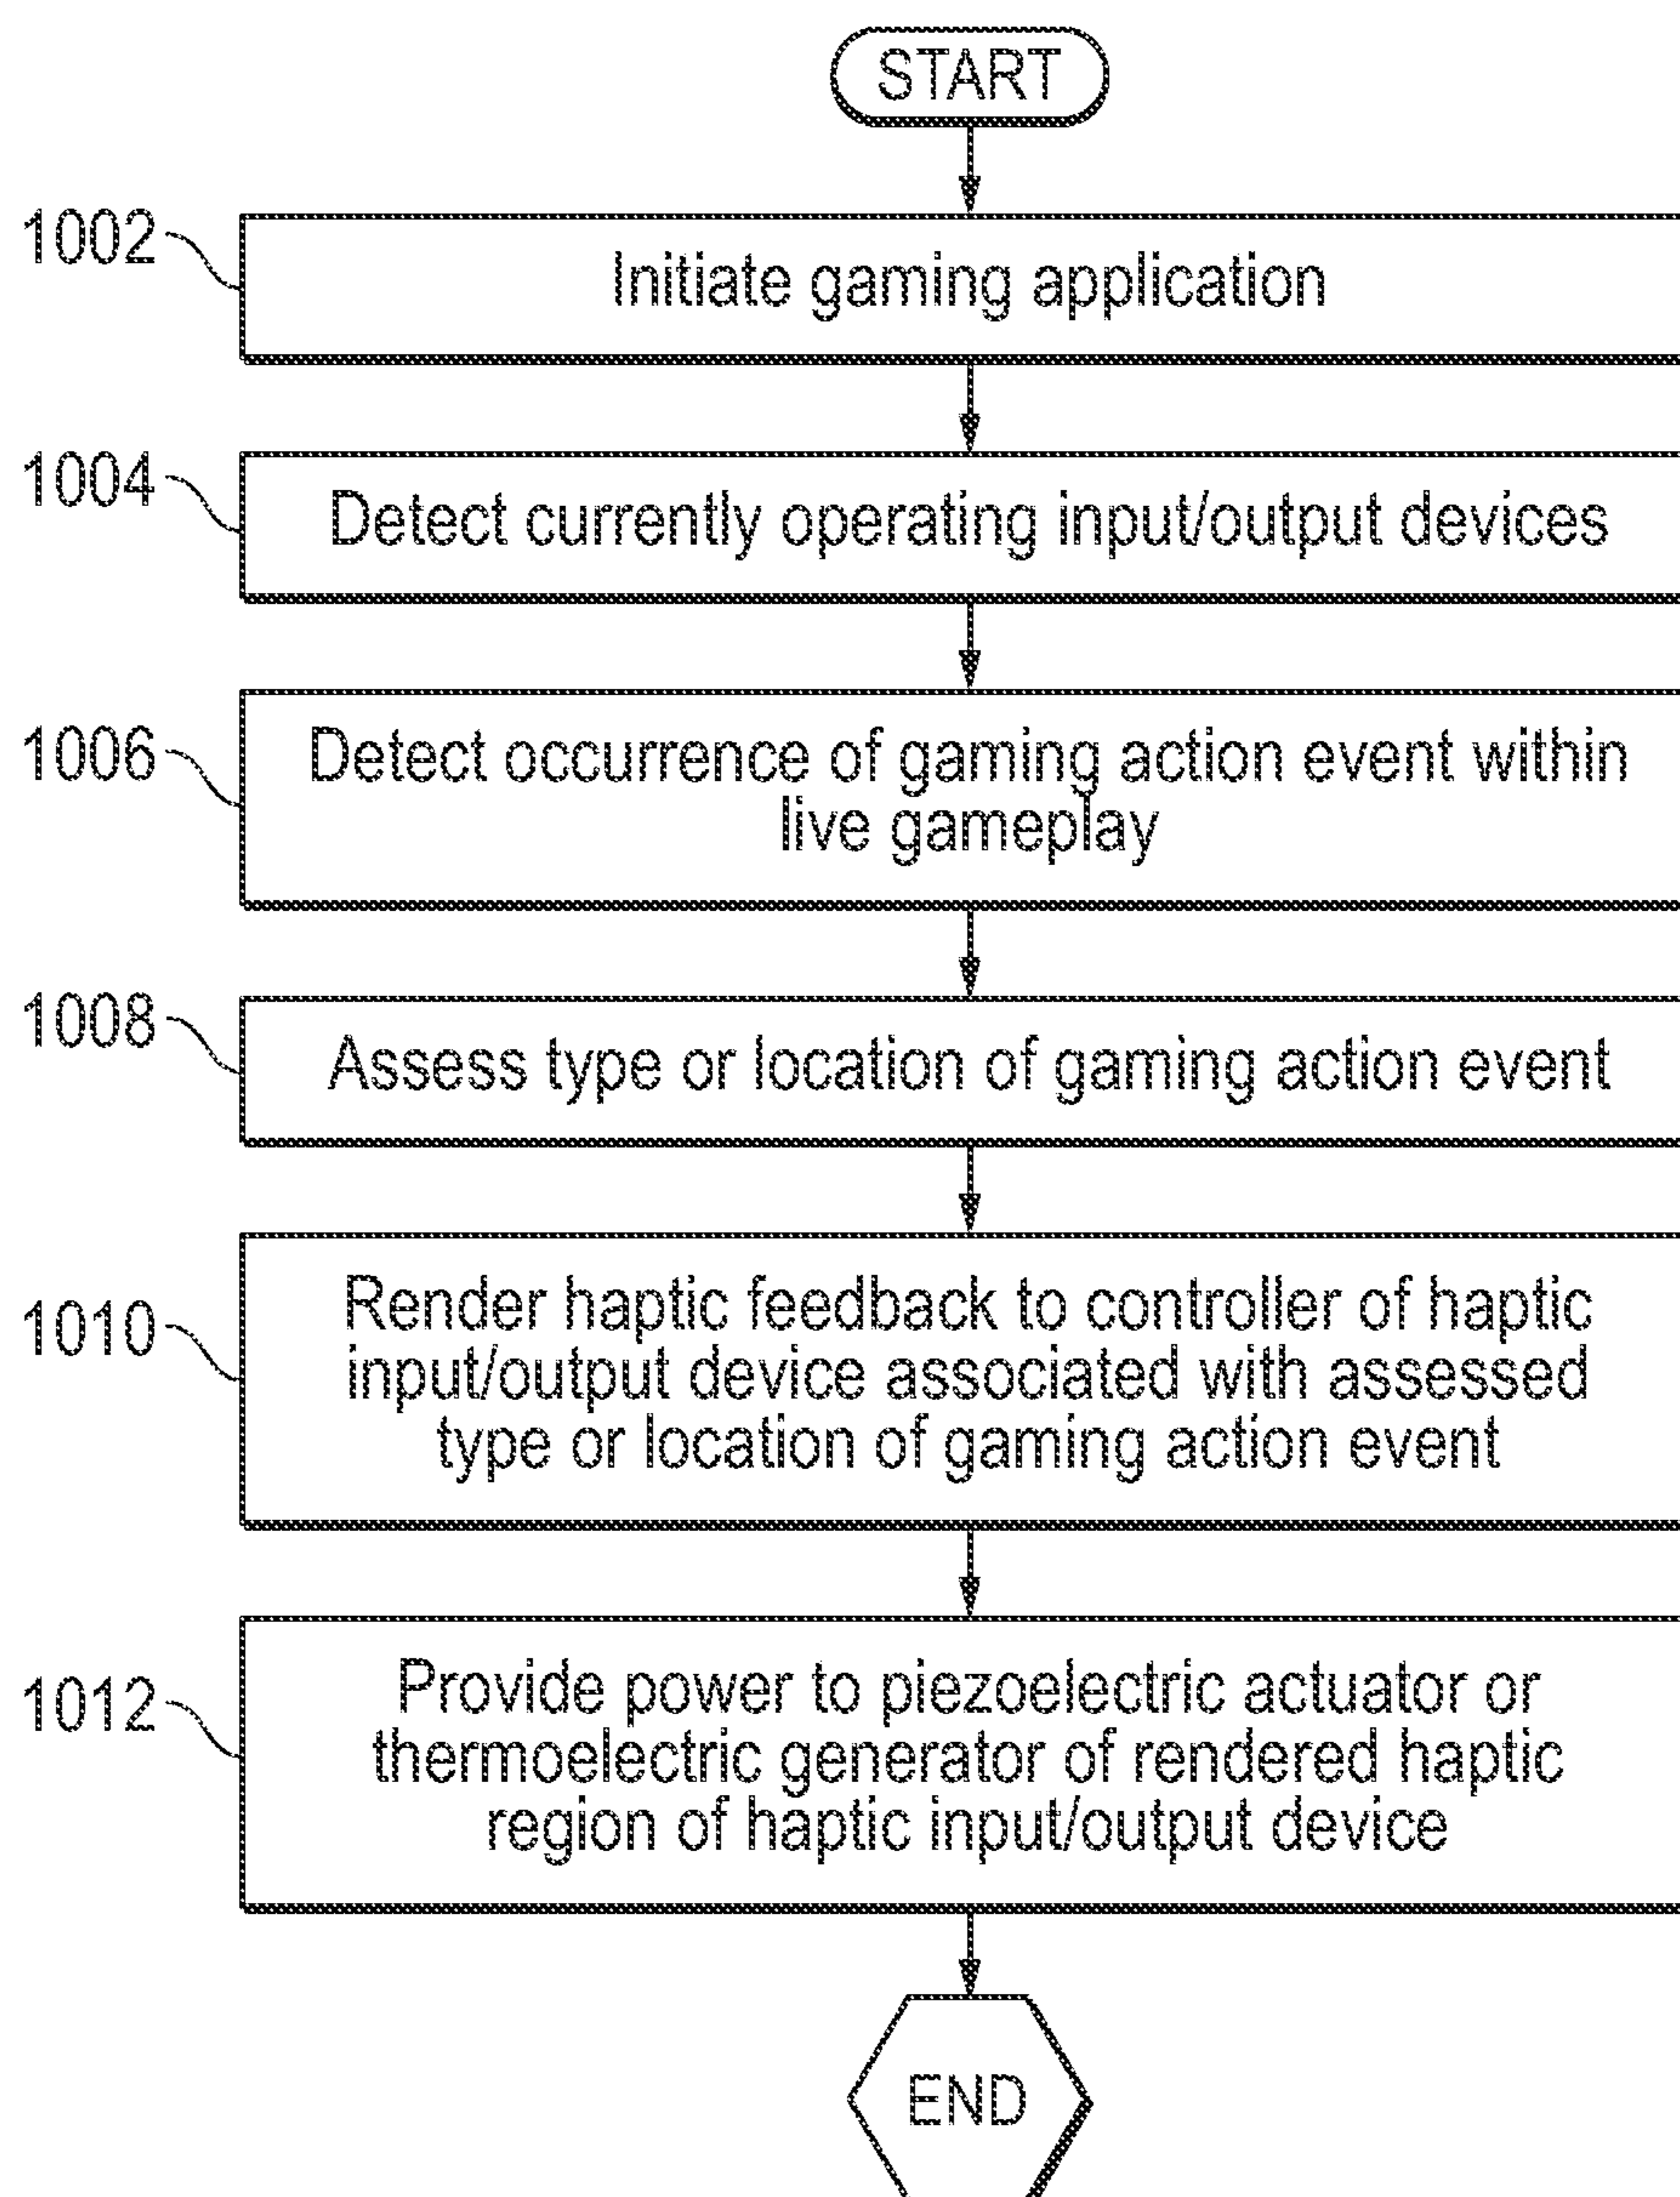 START
1002
Initiate gaming application
1004
Detect currently operating input/output devices
1006
Detect occurrence of gaming action event within
live gameplay
1008
Assess type or location of gaming action event
1010
Render haptic feedback to controller of haptic
input/output device associated with assessed
type or location of gaming action event
1012
Provide power to piezoelectric actuator or
thermoelectric generator of rendered haptic
region of haptic input/output device
END